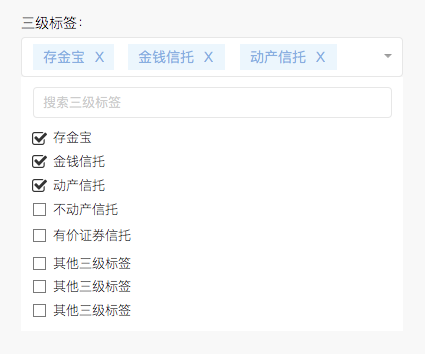 三级标签：
存金宝 X 金钱信托 X 动产信托 X
搜索三级标签
存金宝
金钱信托
动产信托
不动产信托
有价证券信托
其他三级标签
其他三级标签
其他三级标签